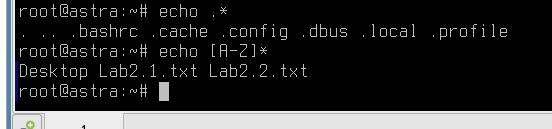 root@astra:~# echo .*
. .. .bashrc .cache .config .dbus .local .profile
root@astra:~# echo [A-Z]*
Desktop Lab2.1.txt Lab2.2.txt
root@astra:~#